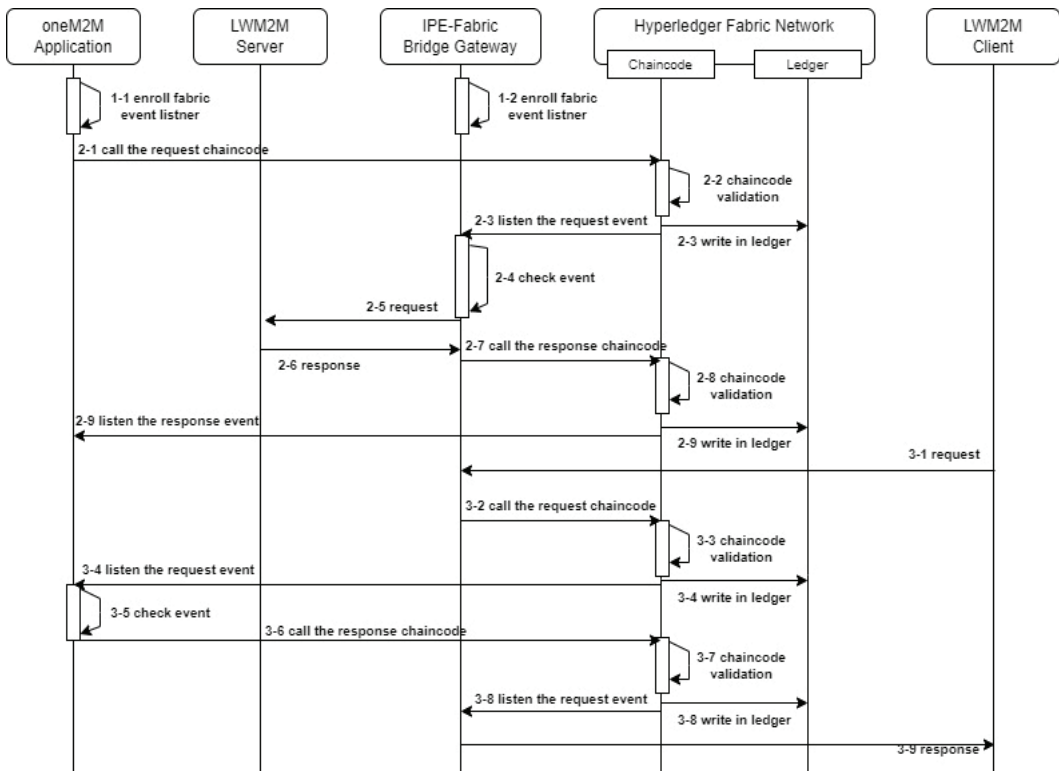 oneM2M
Application
LWM2M
Server
IPE-Fabric
Bridge Gateway
Hyperledger Fabric Network
Chaincode
Ledger
LWM2M
Client
1-1 enroll fabric
event listner
1-2 enroll fabric
event listner
2-1 call the request chaincode
2-2 chaincode
validation
2-3 listen the request event
2-3 write in ledger
2-4 check event
2-5 request
2-6 response
2-7 call the response chaincode
2-8 chaincode
validation
2-9 listen the response event
2-9 write in ledger
3-1 request
3-2 call the request chaincode
3-3 chaincode
validation
3-4 listen the request event
3-4 write in ledger
3-5 check event
3-6 call the response chaincode
3-7 chaincode
validation
3-8 listen the request event
3-8 write in ledger
3-9 response